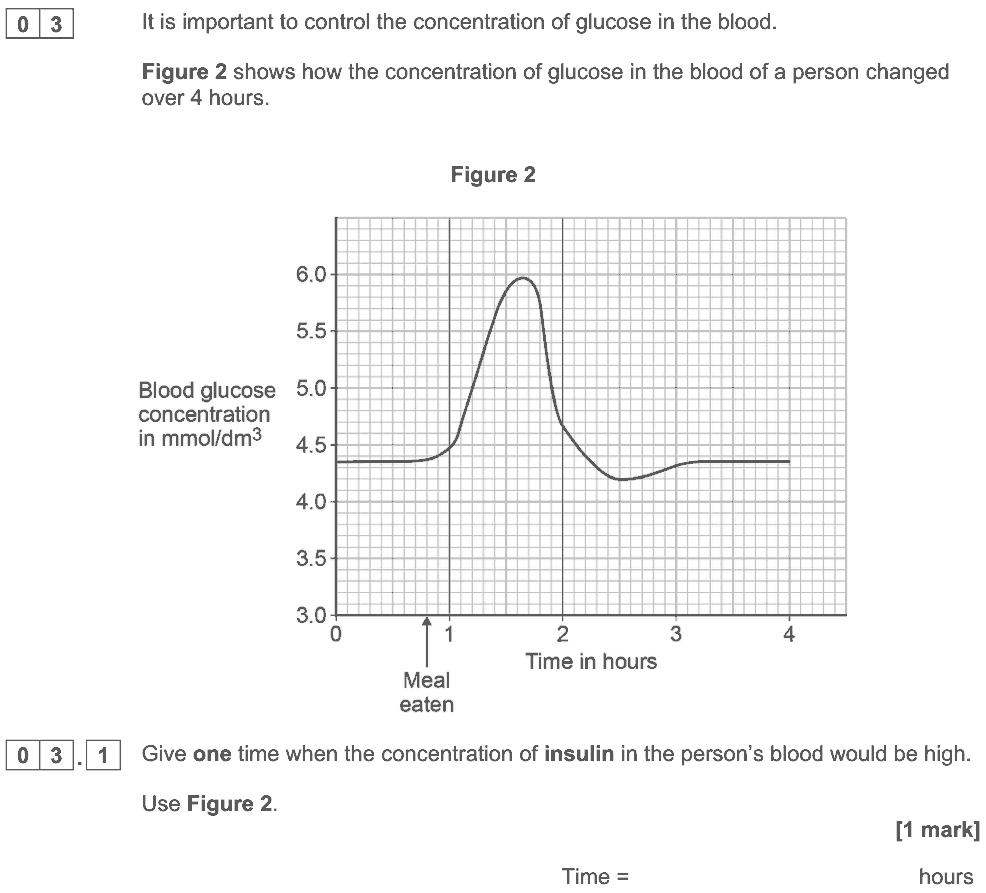 0 3 It is important to control the concentration of glucose in the blood.
Figure 2 shows how the concentration of glucose in the blood of a person changed
over 4 hours.
Figure 2
6.0
5.5
Blood glucose 5.0
concentration
in mmol/dm³ 4.5
4.0
3.5
3.0
0 1 2 3 4
Time in hours
Meal
eaten
0 3 . 1 Give one time when the concentration of insulin in the person's blood would be high.
Use Figure 2.
[1 mark]
Time = hours